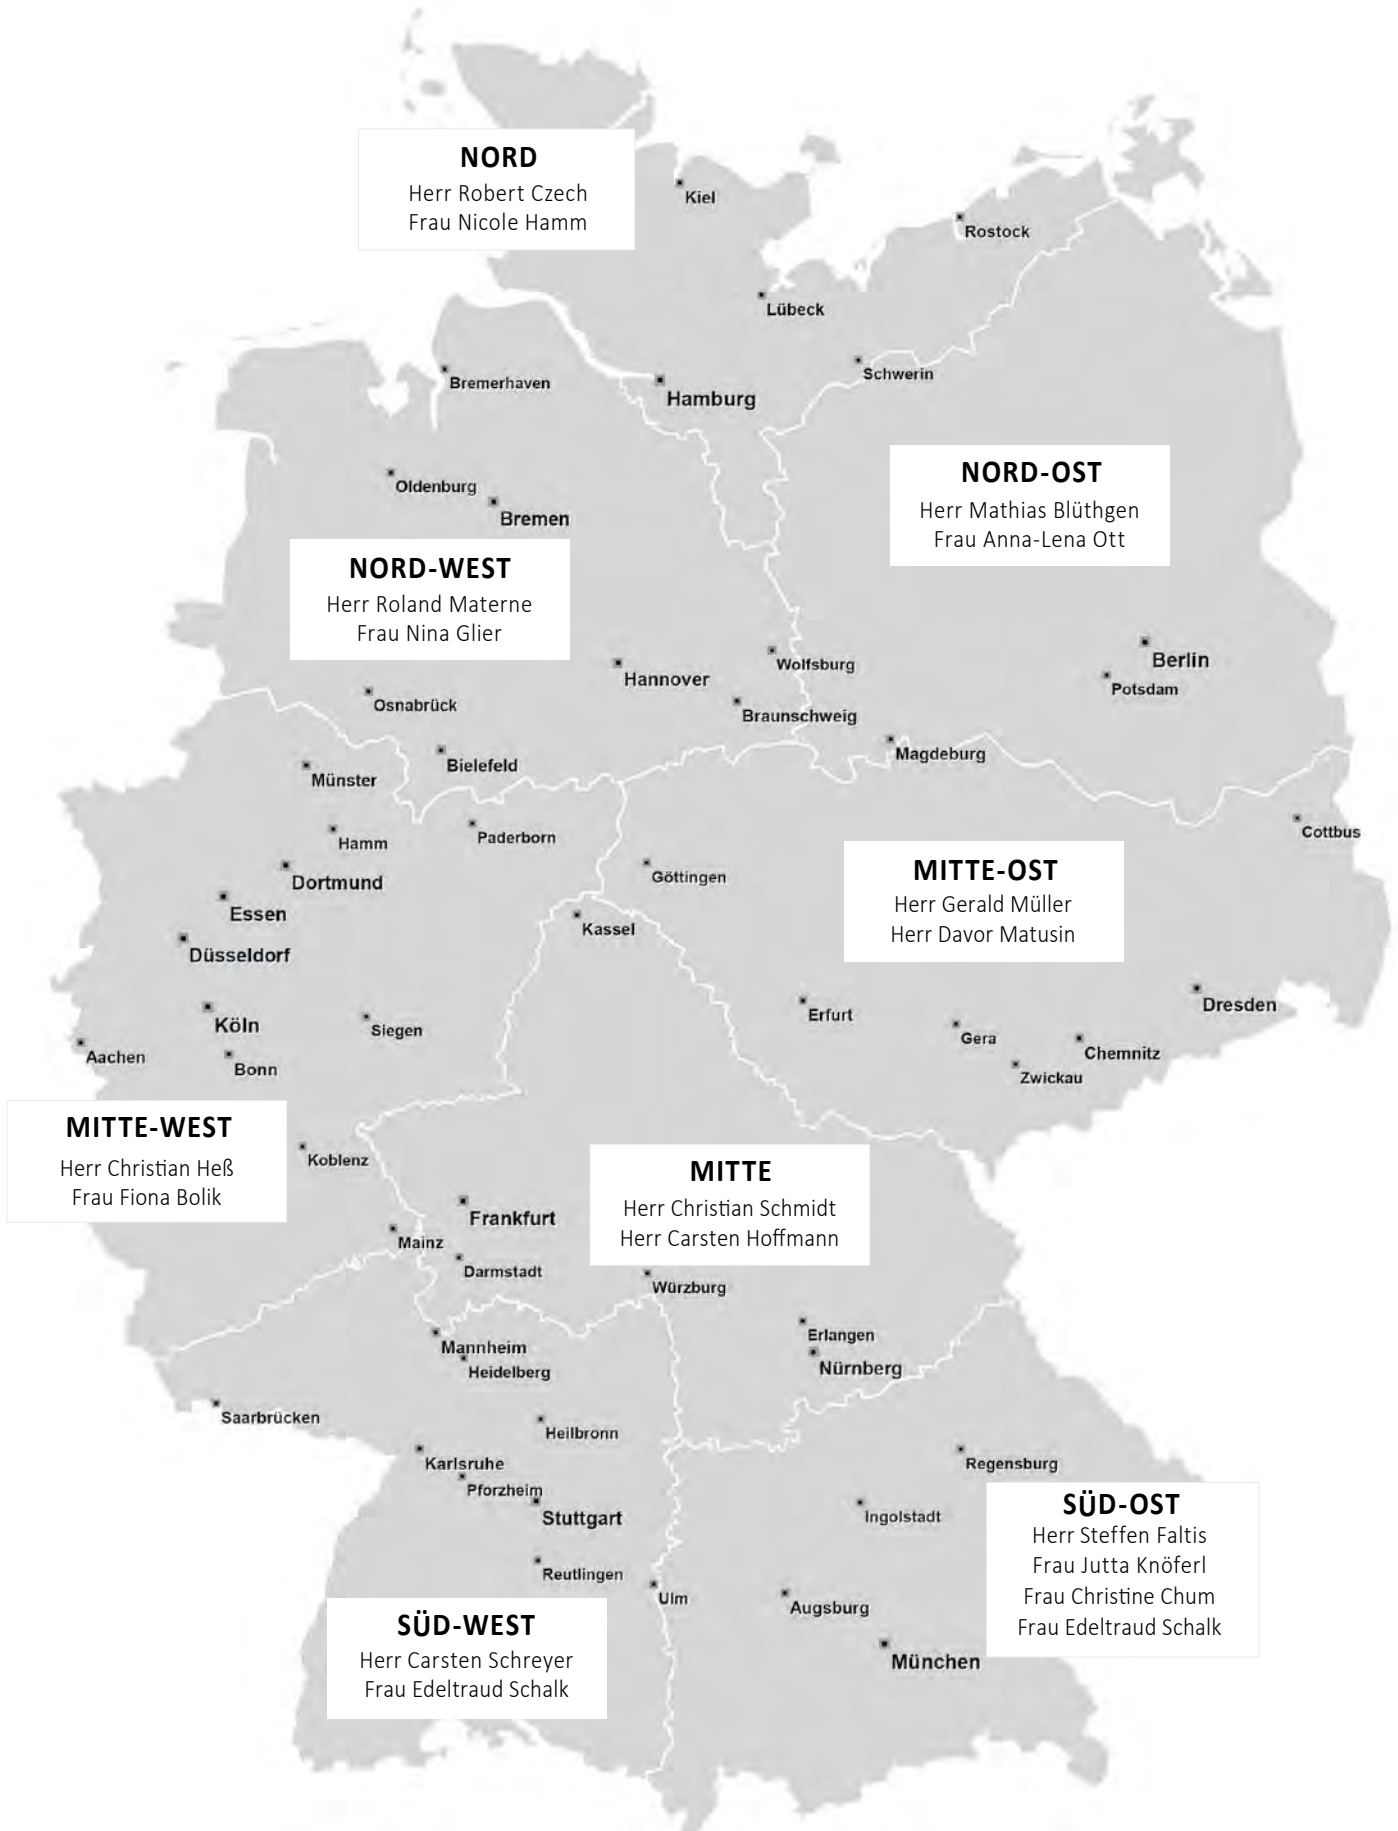 NORD
Herr Robert Czech
Frau Nicole Hamm
Kiel
Rostock
Lübeck
Schwerin
Bremerhaven
Hamburg
NORD-OST
Herr Mathias Blüthgen
Frau Anna-Lena Ott
Oldenburg
Bremen
NORD-WEST
Herr Roland Materne
Frau Nina Glier
Berlin
Wolfsburg
Hannover
Potsdam
Osnabrück
Braunschweig
Magdeburg
Bielefeld
Münster
Cottbus
Paderborn
Hamm
MITTE-OST
Herr Gerald Müller
Herr Davor Matusin
Göttingen
Dortmund
Essen
Kassel
Düsseldorf
Dresden
Erfurt
Köln
Siegen
Gera
Chemnitz
Aachen
Bonn
Zwickau
MITTE-WEST
Herr Christian Heß
Frau Fiona Bolik
Koblenz
MITTE
Herr Christian Schmidt
Herr Carsten Hoffmann
Frankfurt
Mainz
Darmstadt
Würzburg
Erlangen
Mannheim
Nürnberg
Heidelberg
Saarbrücken
Heilbronn
Karlsruhe
Regensburg
Pforzheim
SÜD-OST
Herr Steffen Faltis
Frau Jutta Knöferl
Frau Christine Chum
Frau Edeltraud Schalk
Stuttgart
Ingolstadt
Reutlingen
Ulm
Augsburg
SÜD-WEST
Herr Carsten Schreyer
Frau Edeltraud Schalk
München